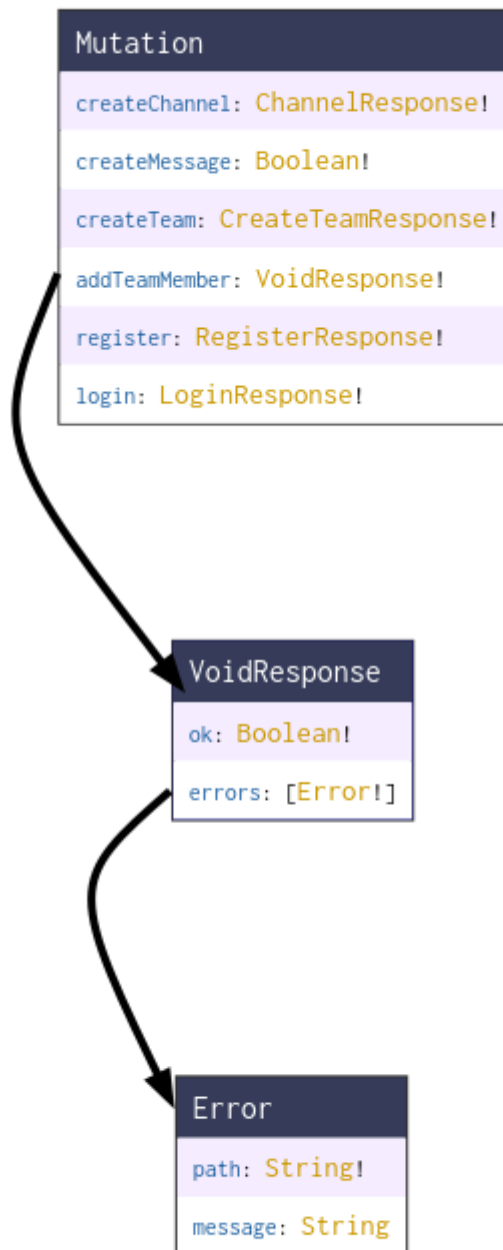 Mutation
createChannel: ChannelResponse!
createMessage: Boolean!
createTeam: CreateTeamResponse!
addTeamMember: VoidResponse!
register: RegisterResponse!
login: LoginResponse!
VoidResponse
ok: Boolean!
errors: [Error!]
Error
path: String!
message: String